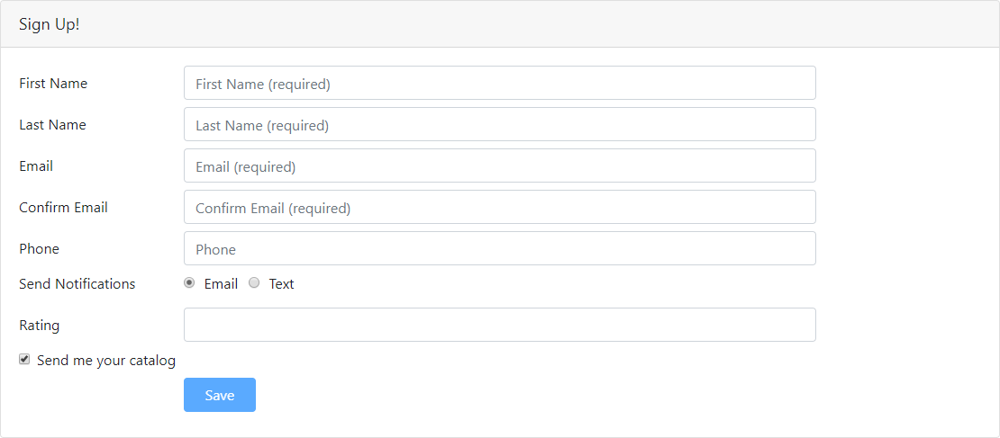 Sign Up!
First Name First Name (required)
Last Name Last Name (required)
Email Email (required)
Confirm Email Confirm Email (required)
Phone Phone
Send Notifications Email Text
Rating
Send me your catalog
Save